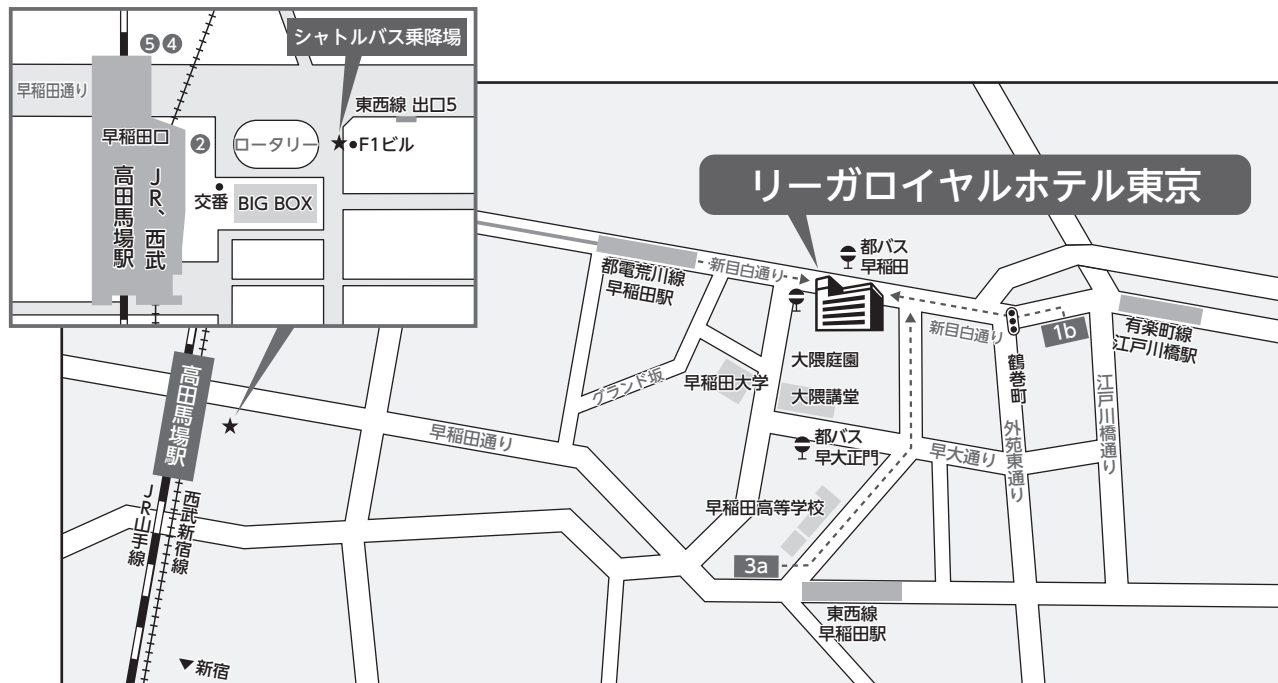 ❺❹
シャトルバス乗降場
早稲田通り
東西線 出口5
早稲田口
❷
ロータリー
★●F1ビル
JR、西武
高田馬場駅
交番
BIG BOX
リーガロイヤルホテル東京
都バス
早稲田
新目白通り
都電荒川線
早稲田駅
新目白通り
1b
有楽町線
江戸川橋駅
大隈庭園
鶴巻町
高田馬場駅
グランド坂
早稲田大学
大隈講堂
江戸川橋通り
★
早稲田通り
都バス
早大正門
早大通り
外苑東通り
JR山手線
西武新宿線
早稲田高等学校
3a
東西線
早稲田駅
▼新宿